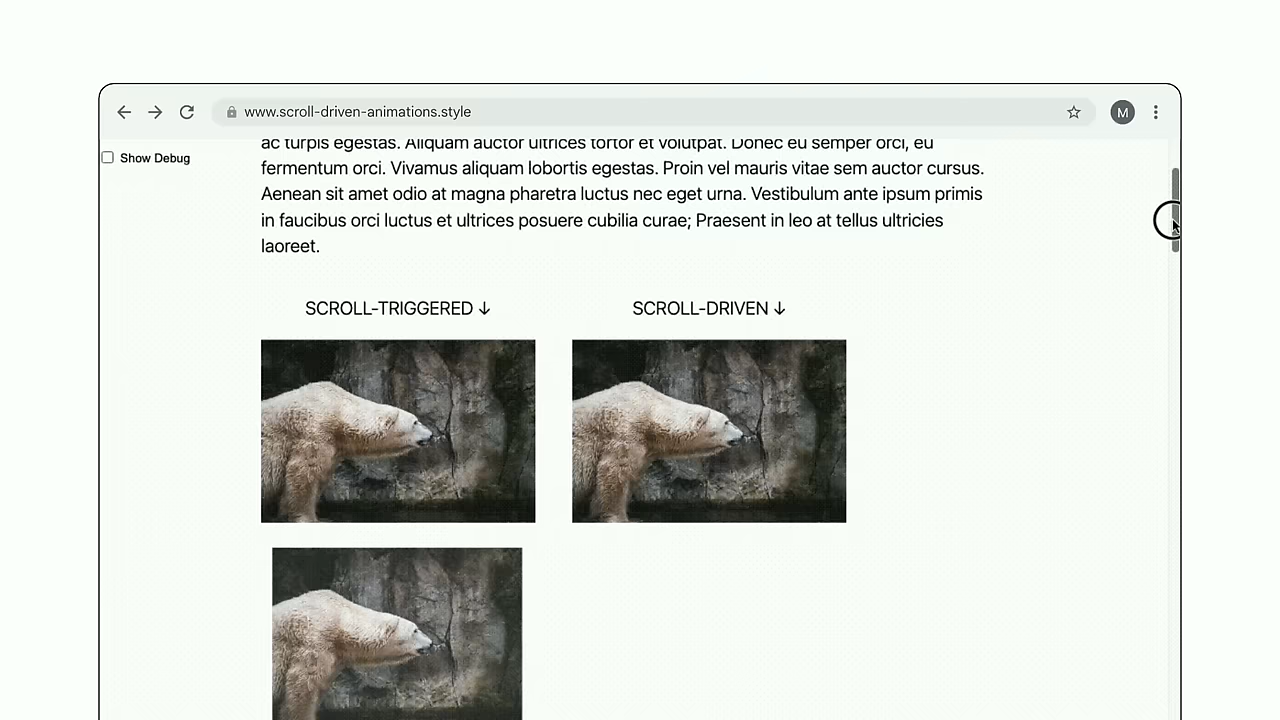 www.scroll-driven-animations.style
M
Show Debug
ac turpis egestas. Aliquam auctor ultrices tortor et volutpat. Donec eu semper orci, eu
fermentum orci. Vivamus aliquam lobortis egestas. Proin vel mauris vitae sem auctor cursus.
Aenean sit amet odio at magna pharetra luctus nec eget urna. Vestibulum ante ipsum primis
in faucibus orci luctus et ultrices posuere cubilia curae; Praesent in leo at tellus ultricies
laoreet.
SCROLL-TRIGGERED ↓
SCROLL-DRIVEN ↓